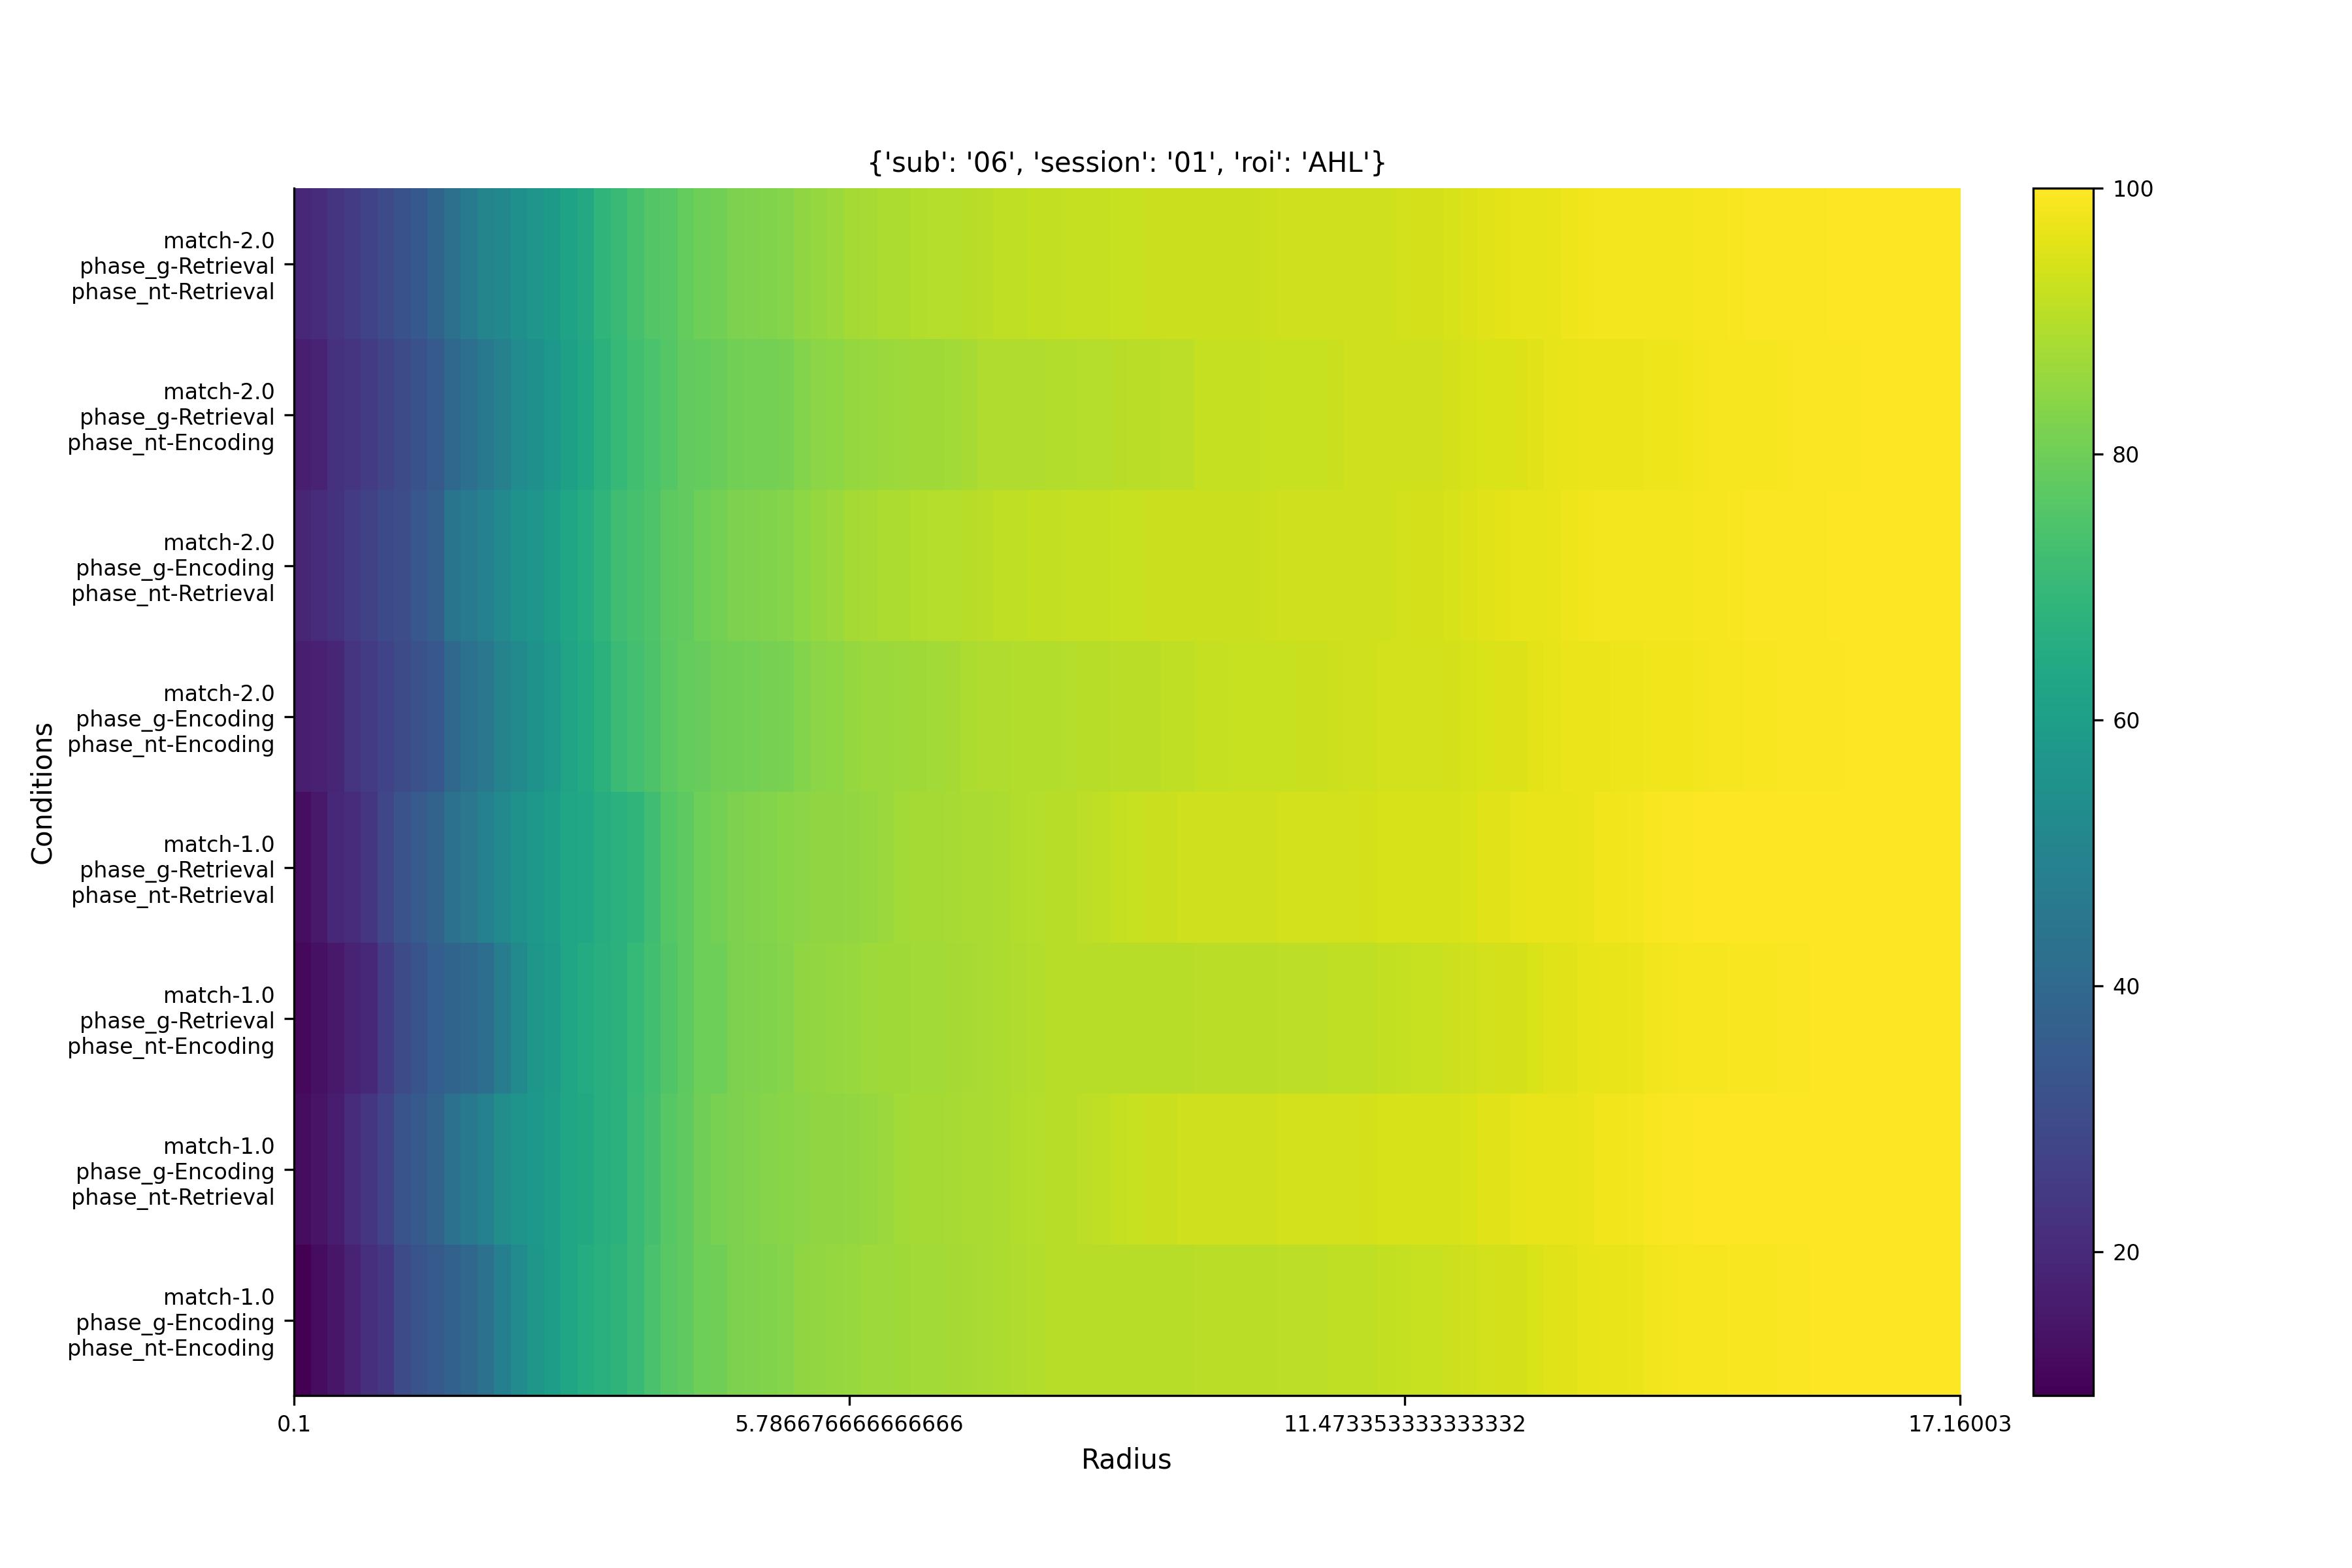 {'sub': '06', 'session': '01', 'roi': 'AHL'}
match-2.0
phase_g-Retrieval
phase_nt-Retrieval
match-2.0
phase_g-Retrieval
phase_nt-Encoding
match-2.0
phase_g-Encoding
phase_nt-Retrieval
match-2.0
phase_g-Encoding
phase_nt-Encoding
match-1.0
phase_g-Retrieval
phase_nt-Retrieval
match-1.0
phase_g-Retrieval
phase_nt-Encoding
match-1.0
phase_g-Encoding
phase_nt-Retrieval
match-1.0
phase_g-Encoding
phase_nt-Encoding
Conditions
0.1
5.786676666666666
11.473353333333332
17.16003
Radius
100
80
60
40
20